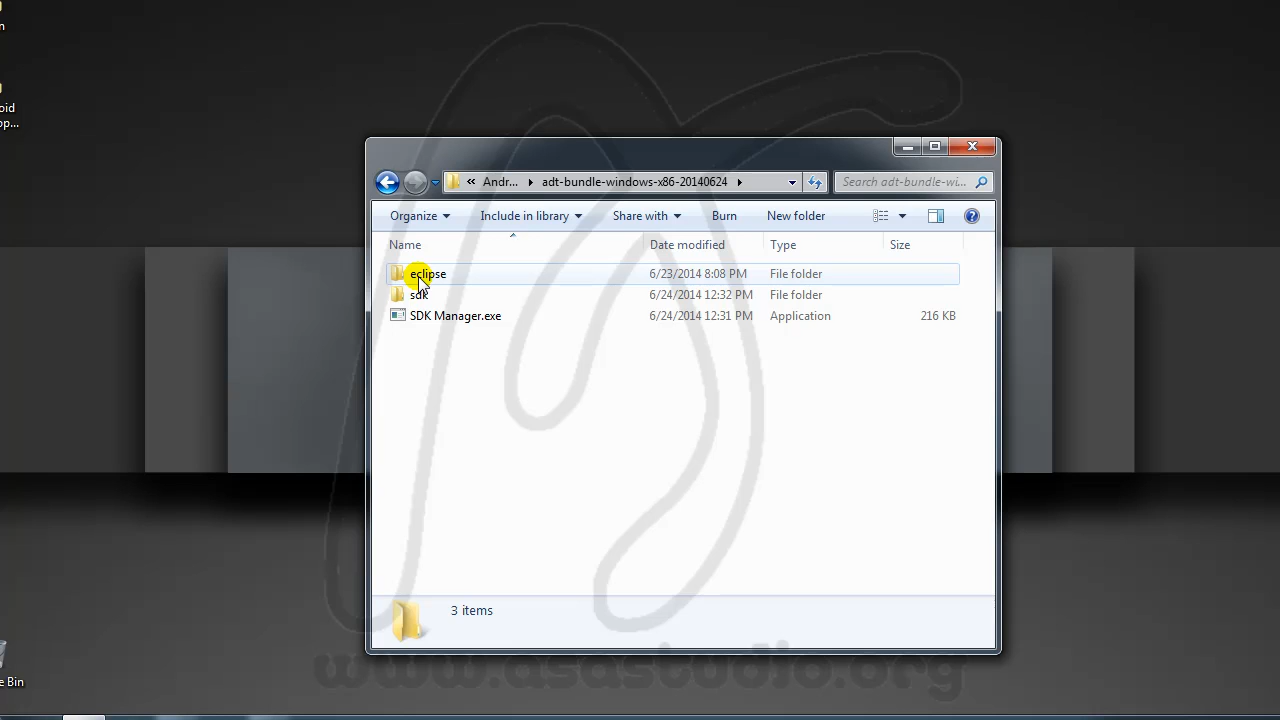 n
oid
op...
« Andr... adt-bundle-windows-x86-20140624
Search adt-bundle-wi...
Organize Include in library Share with Burn New folder
Name Date modified Type Size
eclipse 6/23/2014 8:08 PM File folder
sdk 6/24/2014 12:32 PM File folder
SDK Manager.exe 6/24/2014 12:31 PM Application 216 KB
3 items
www.asastudio.org
e Bin